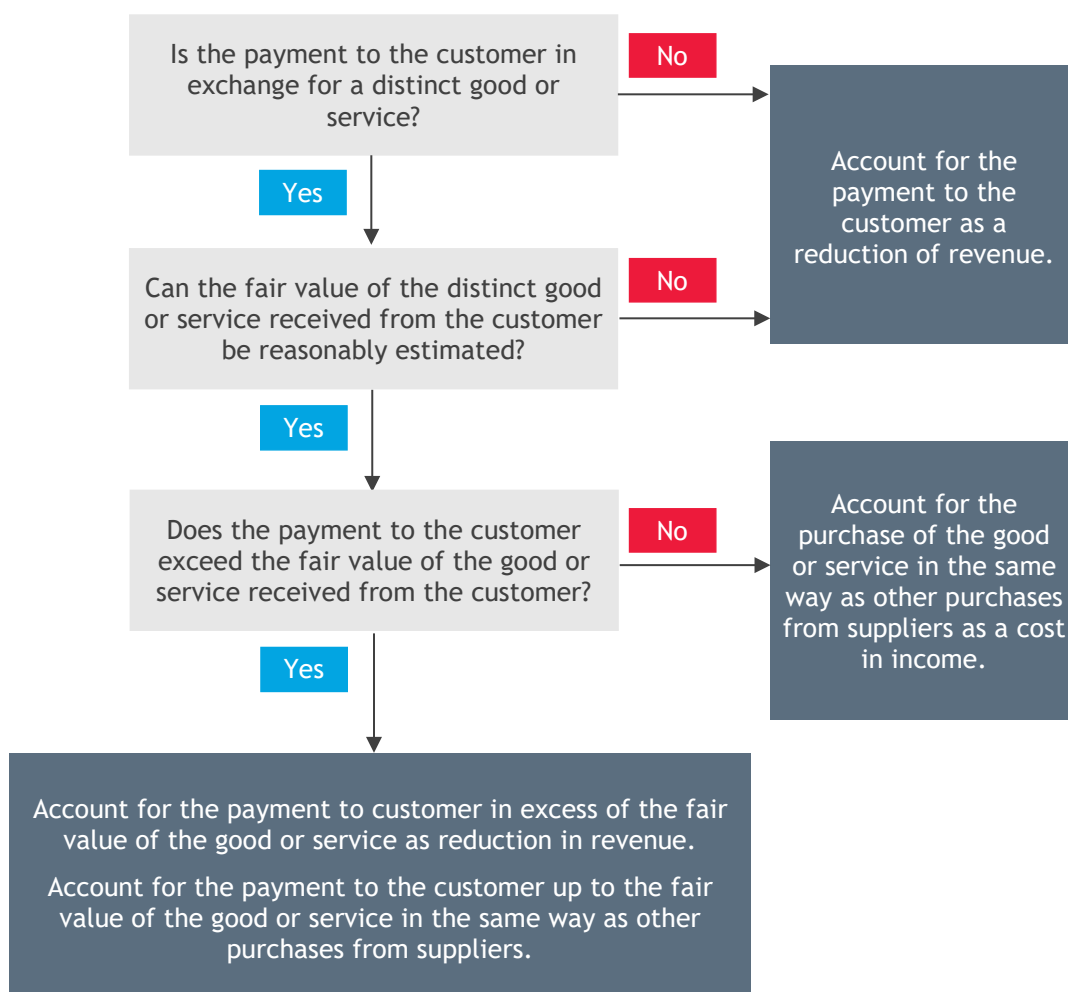 Is the payment to the customer in
exchange for a distinct good or
service?
No
Account for the
payment to the
customer as a
reduction of revenue.
Yes
Can the fair value of the distinct good
or service received from the customer
be reasonably estimated?
No
Yes
Does the payment to the customer
exceed the fair value of the good or
service received from the customer?
No
Account for the
purchase of the good
or service in the same
way as other purchases
from suppliers as a cost
in income.
Yes
Account for the payment to customer in excess of the fair
value of the good or service as reduction in revenue.
Account for the payment to the customer up to the fair
value of the good or service in the same way as other
purchases from suppliers.